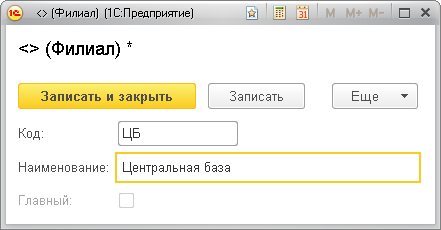 <> (Филиал) (1С:Предприятие)
M M+ M-
<> (Филиал) *
Записать и закрыть Записать Еще
Код: ЦБ
Наименование: Центральная база
Главный: